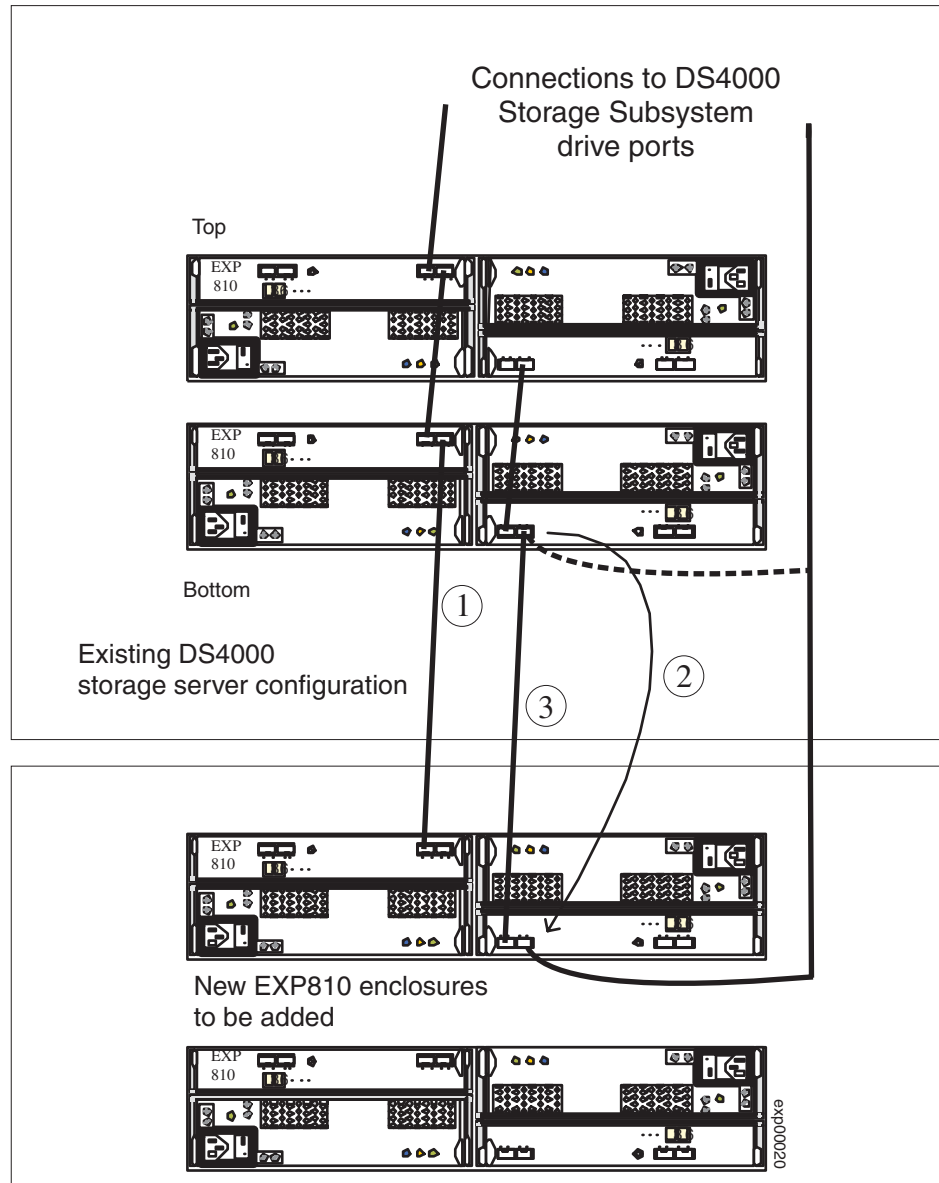 Connections to DS4000
Storage Subsystem
drive ports
Top
EXP
810
EXP
810
Bottom
1
Existing DS4000
storage server configuration
2
3
EXP
810
New EXP810 enclosures
to be added
EXP
810
exp00020